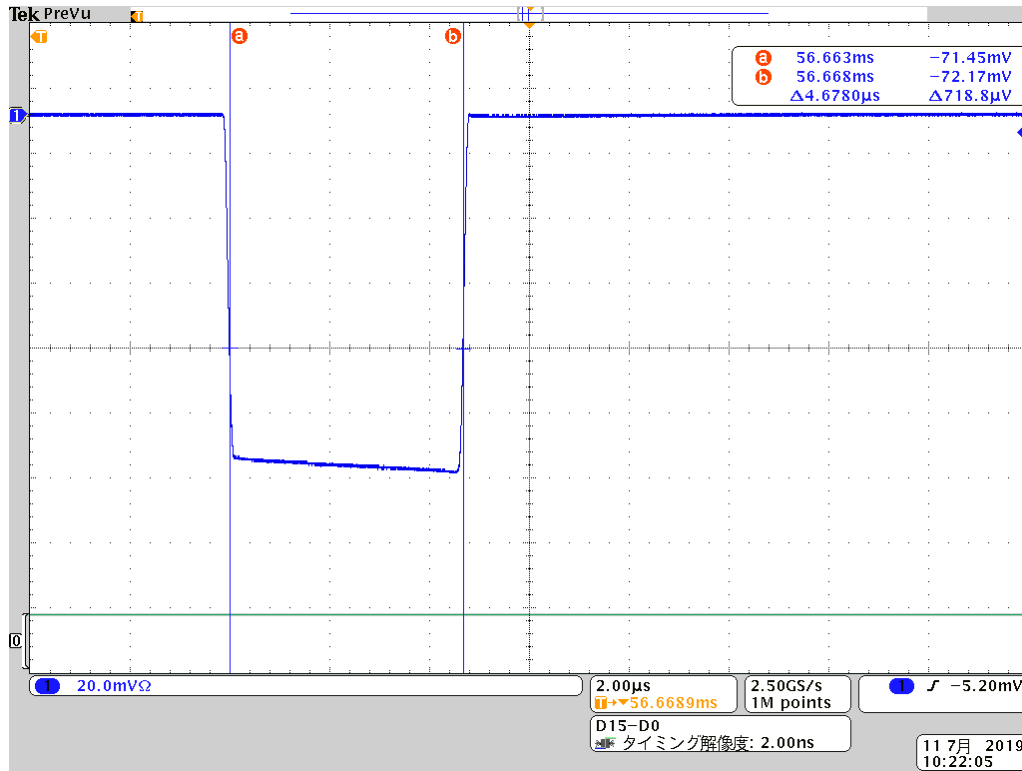 Tek PreVu
T
T
a
b
a 56.663ms −71.45mV
b 56.668ms −72.17mV
Δ4.6780μs Δ718.8μV
1
0
1 20.0mVΩ
2.00μs
T→▼56.6689ms
2.50GS/s
1M points
1 −5.20mV
D15−D0
タイミング解像度: 2.00ns
11 7月 2019
10:22:05